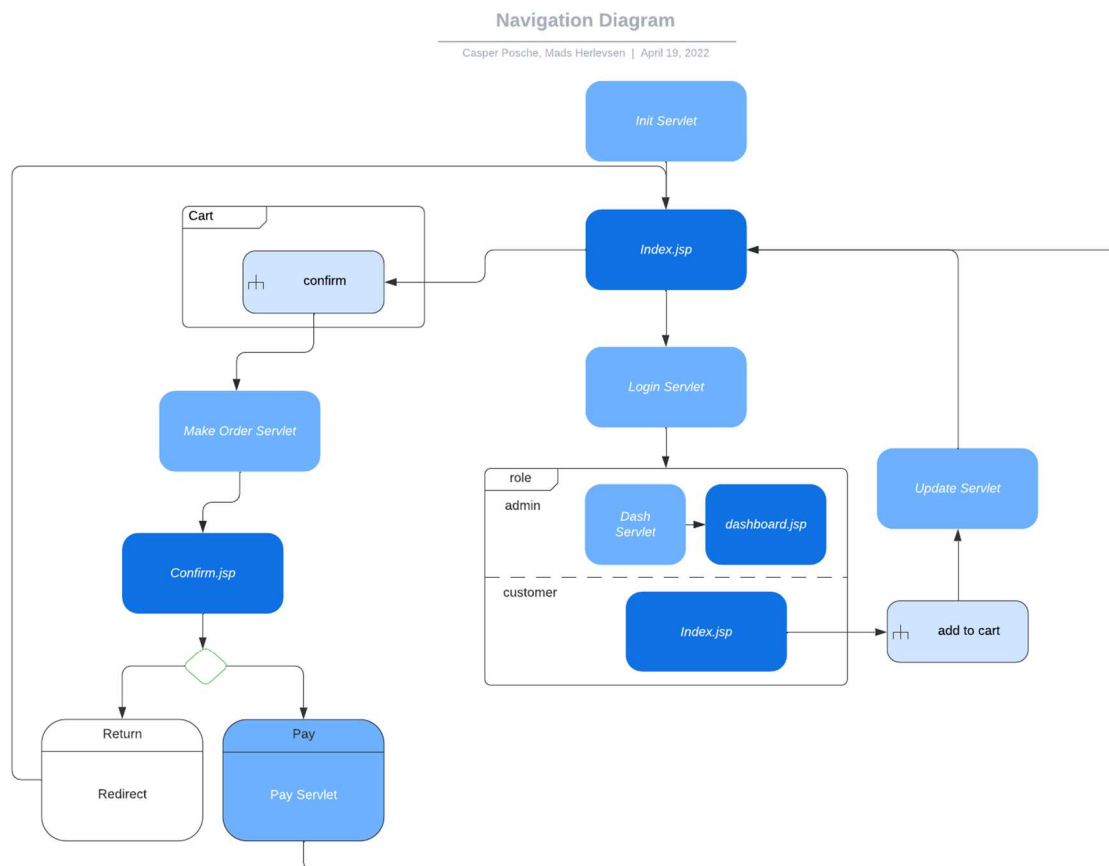 Navigation Diagram
Casper Posche, Mads Herlevsen | April 19, 2022
Init Servlet
Cart
confirm
Index.jsp
Login Servlet
Make Order Servlet
role
admin
Dash
Servlet
dashboard.jsp
Update Servlet
customer
Index.jsp
add to cart
Confirm.jsp
Return
Redirect
Pay
Pay Servlet